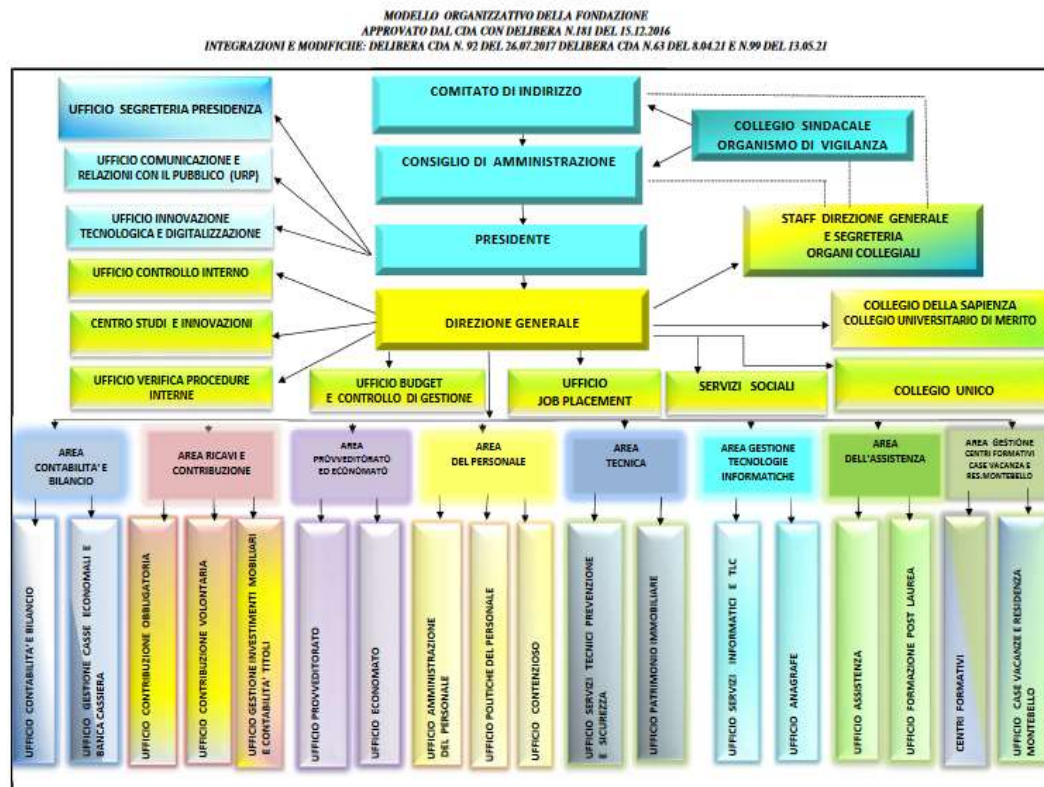 MODELLO ORGANIZZATIVO DELLA FONDAZIONE
APPROVATO DAL CDA CON DELIBERA N.181 DEL 15.12.2016
INTEGRAZIONI E MODIFICHE: DELIBERA CDA N. 92 DEL 26.07.2017 DELIBERA CDA N.63 DEL 8.04.21 E N.99 DEL 13.05.21
UFFICIO SEGRETERIA PRESIDENZA
COMITATO DI INDIRIZZO
COLLEGIO SINDACALE
ORGANISMO DI VIGILANZA
UFFICIO COMUNICAZIONE E
RELAZIONI CON IL PUBBLICO (URP)
CONSIGLIO DI AMMINISTRAZIONE
UFFICIO INNOVAZIONE
TECNOLOGICA E DIGITALIZZAZIONE
PRESIDENTE
STAFF DIREZIONE GENERALE
E SEGRETERIA
ORGANI COLLEGIALI
UFFICIO CONTROLLO INTERNO
CENTRO STUDI E INNOVAZIONI
DIREZIONE GENERALE
COLLEGIO DELLA SAPIENZA
COLLEGIO UNIVERSITARIO DI MERITO
UFFICIO VERIFICA PROCEDURE
INTERNE
UFFICIO BUDGET
E CONTROLLO DI GESTIONE
UFFICIO
JOB PLACEMENT
SERVIZI SOCIALI
COLLEGIO UNICO
AREA
CONTABILITA' E
BILANCIO
AREA RICAVI E
CONTRIBUZIONE
AREA
PROVVEDITORATO
ED ECONOMATO
AREA
DEL PERSONALE
AREA
TECNICA
AREA GESTIONE
TECNOLOGIE
INFORMATICHE
AREA
DELL'ASSISTENZA
AREA GESTIONE
CENTRI FORMATIVI
CASE VACANZA E
RES.MONTEBELLO
UFFICIO CONTABILITA' E BILANCIO
UFFICIO GESTIONE CASSE ECONOMALI E
BANCA CASSIERA
UFFICIO CONTRIBUZIONE OBBLIGATORIA
UFFICIO CONTRIBUZIONE VOLONTARIA
UFFICIO GESTIONE INVESTIMENTI MOBILIARI
E CONTABILITA' TITOLI
UFFICIO PROVVEDITORATO
UFFICIO ECONOMATO
UFFICIO AMMINISTRAZIONE
DEL PERSONALE
UFFICIO POLITICHE DEL PERSONALE
UFFICIO CONTENZIOSO
UFFICIO SERVIZI TECNICI PREVENZIONE
E SICUREZZA
UFFICIO PATRIMONIO IMMOBILIARE
UFFICIO SERVIZI INFORMATICI E TLC
UFFICIO ANAGRAFE
UFFICIO ASSISTENZA
UFFICIO FORMAZIONE POST LAUREA
CENTRI FORMATIVI
UFFICIO CASE VACANZE E RESIDENZA
MONTEBELLO